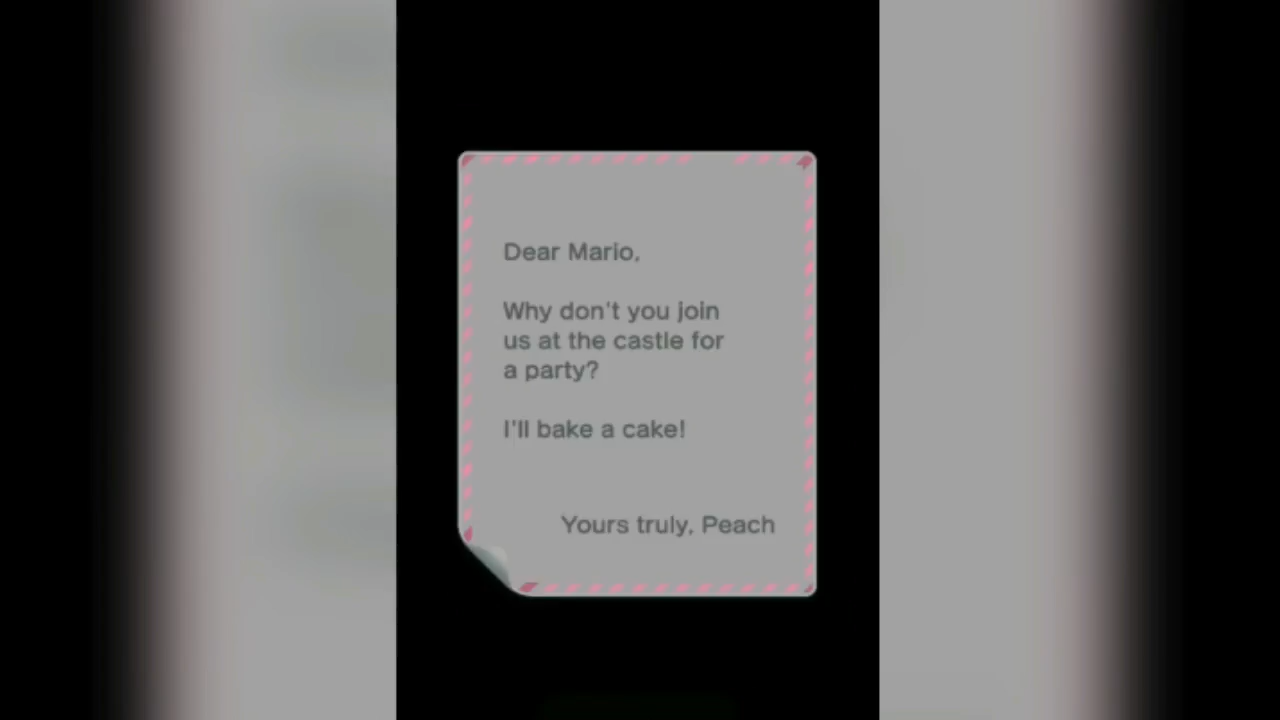 Dear Mario,
Why don't you join
us at the castle for
a party?
I'll bake a cake!
Yours truly, Peach